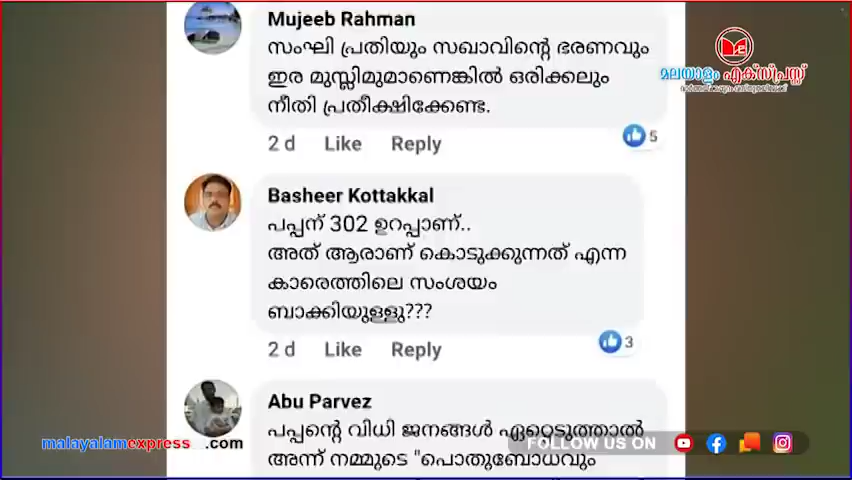 Mujeeb Rahman
സംഘി പ്രതിയും സഖാവിന്റെ ഭരണവും
ഇര മുസ്ലിമുമാണെങ്കിൽ ഒരിക്കലും
നീതി പ്രതീക്ഷിക്കേണ്ട.
2 d Like Reply
5
മലയാളം എക്സ്പ്രസ്സ്
Basheer Kottakkal
പപ്പന് 302 ഉറപ്പാണ്..
അത് ആരാണ് കൊടുക്കുന്നത് എന്ന
കാരെത്തിലെ സംശയം
ബാക്കിയുള്ളു???
2 d Like Reply
3
Abu Parvez
പപ്പന്റെ വിധി ജനങ്ങൾ ഏറ്റെടുത്താൽ
അന്ന് നമ്മുടെ "പൊതുബോധവും
malayalamexpress.com
FOLLOW US ON